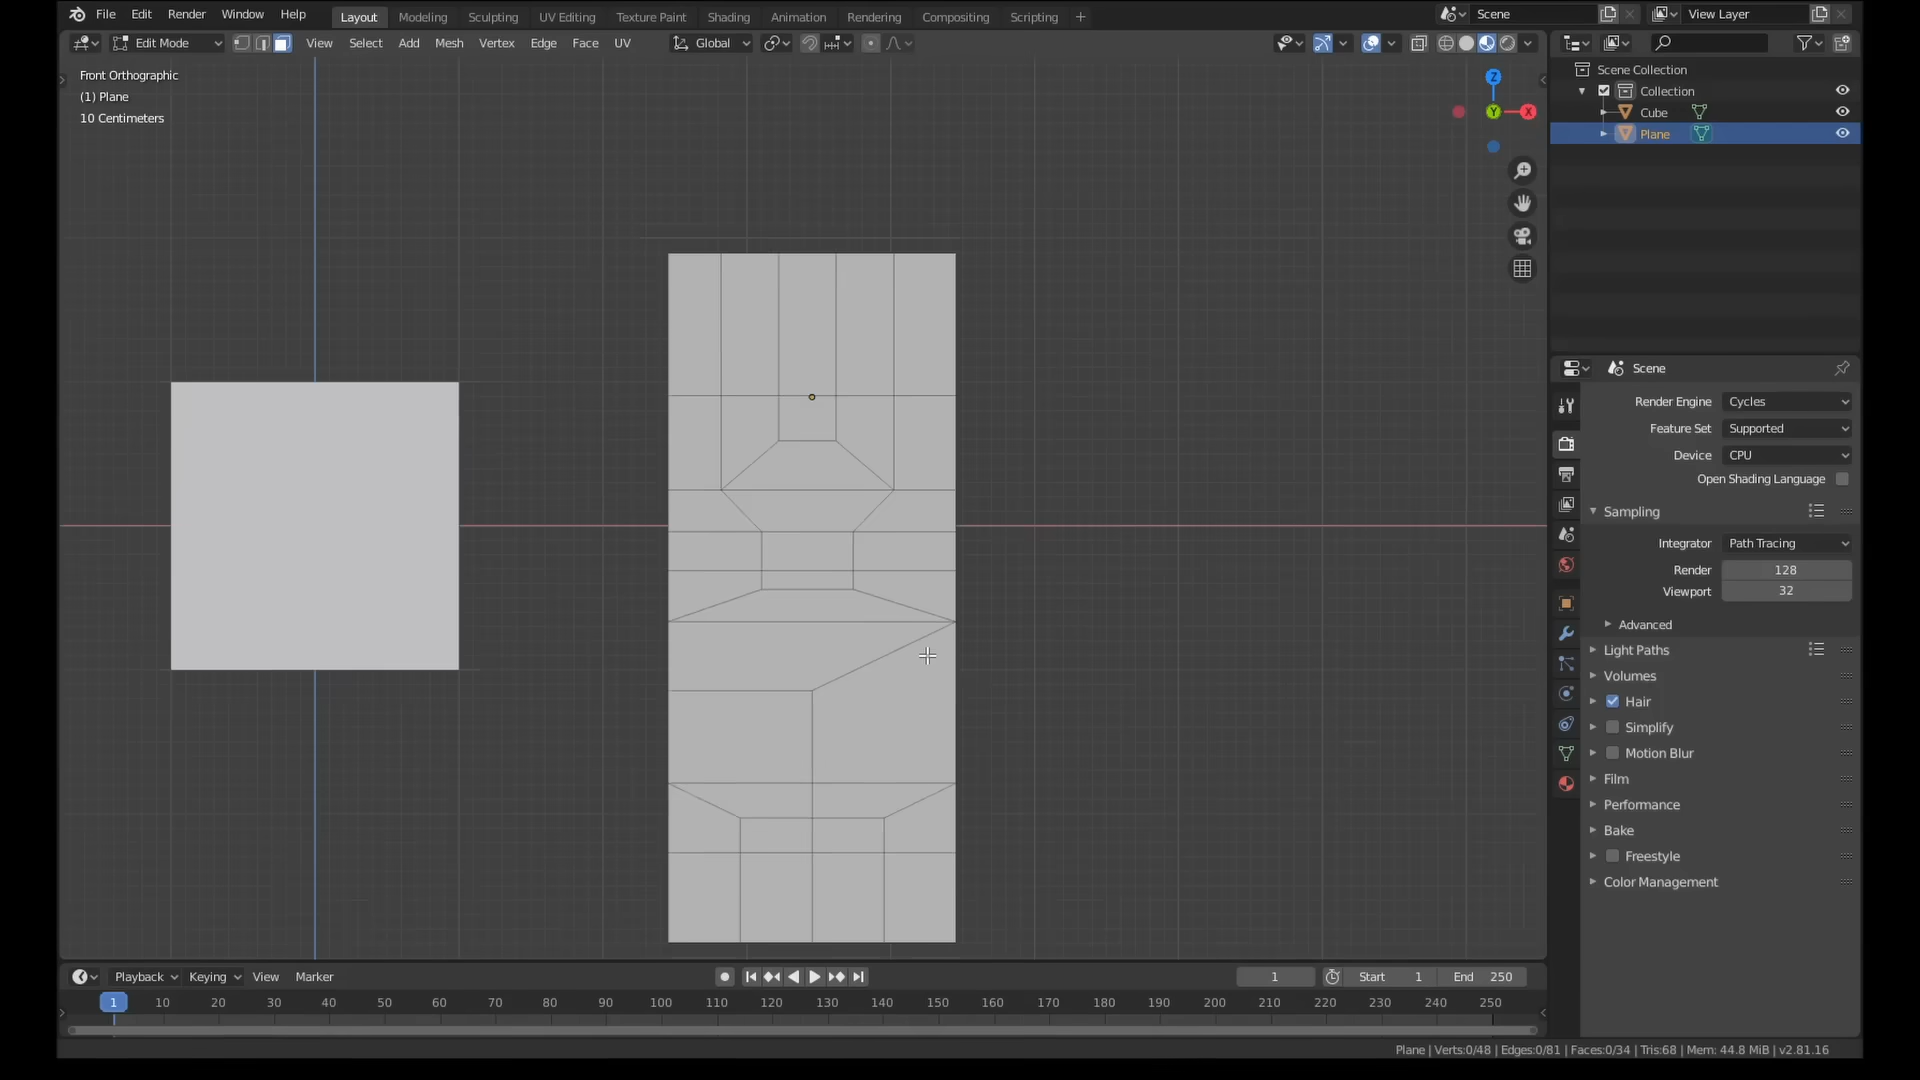 File Edit Render Window Help Layout Modeling Sculpting UV Editing Texture Paint Shading Animation Rendering Compositing Scripting + Scene View Layer
Edit Mode View Select Add Mesh Vertex Edge Face UV Global
Front Orthographic
(1) Plane
10 Centimeters
Z
Y
X
Scene Collection
Collection
Cube
Plane
Scene
Render Engine Cycles
Feature Set Supported
Device CPU
Open Shading Language
Sampling
Integrator Path Tracing
Render 128
Viewport 32
Advanced
Light Paths
Volumes
Hair
Simplify
Motion Blur
Film
Performance
Bake
Freestyle
Color Management
Playback Keying View Marker 1 Start 1 End 250
1 10 20 30 40 50 60 70 80 90 100 110 120 130 140 150 160 170 180 190 200 210 220 230 240 250
Plane | Verts:0/48 | Edges:0/81 | Faces:0/34 | Tris:68 | Mem: 44.8 MiB | v2.81.16